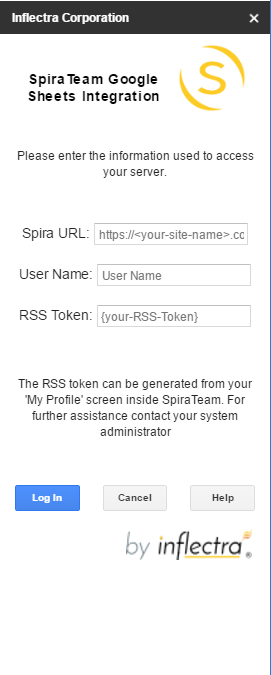 Inflectra Corporation ×
SpiraTeam Google
Sheets Integration
S
Please enter the information used to access
your server.
Spira URL: https://<your-site-name>.cc
User Name: User Name
RSS Token: {your-RSS-Token}
The RSS token can be generated from your
'My Profile' screen inside SpiraTeam. For
further assistance contact your system
administrator
Log In Cancel Help
by inflectra®